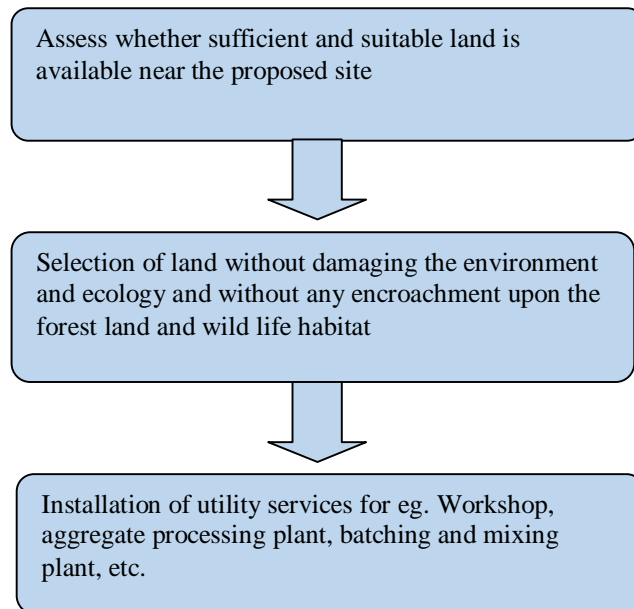 Assess whether sufficient and suitable land is
available near the proposed site
Selection of land without damaging the environment
and ecology and without any encroachment upon the
forest land and wild life habitat
Installation of utility services for eg. Workshop,
aggregate processing plant, batching and mixing
plant, etc.